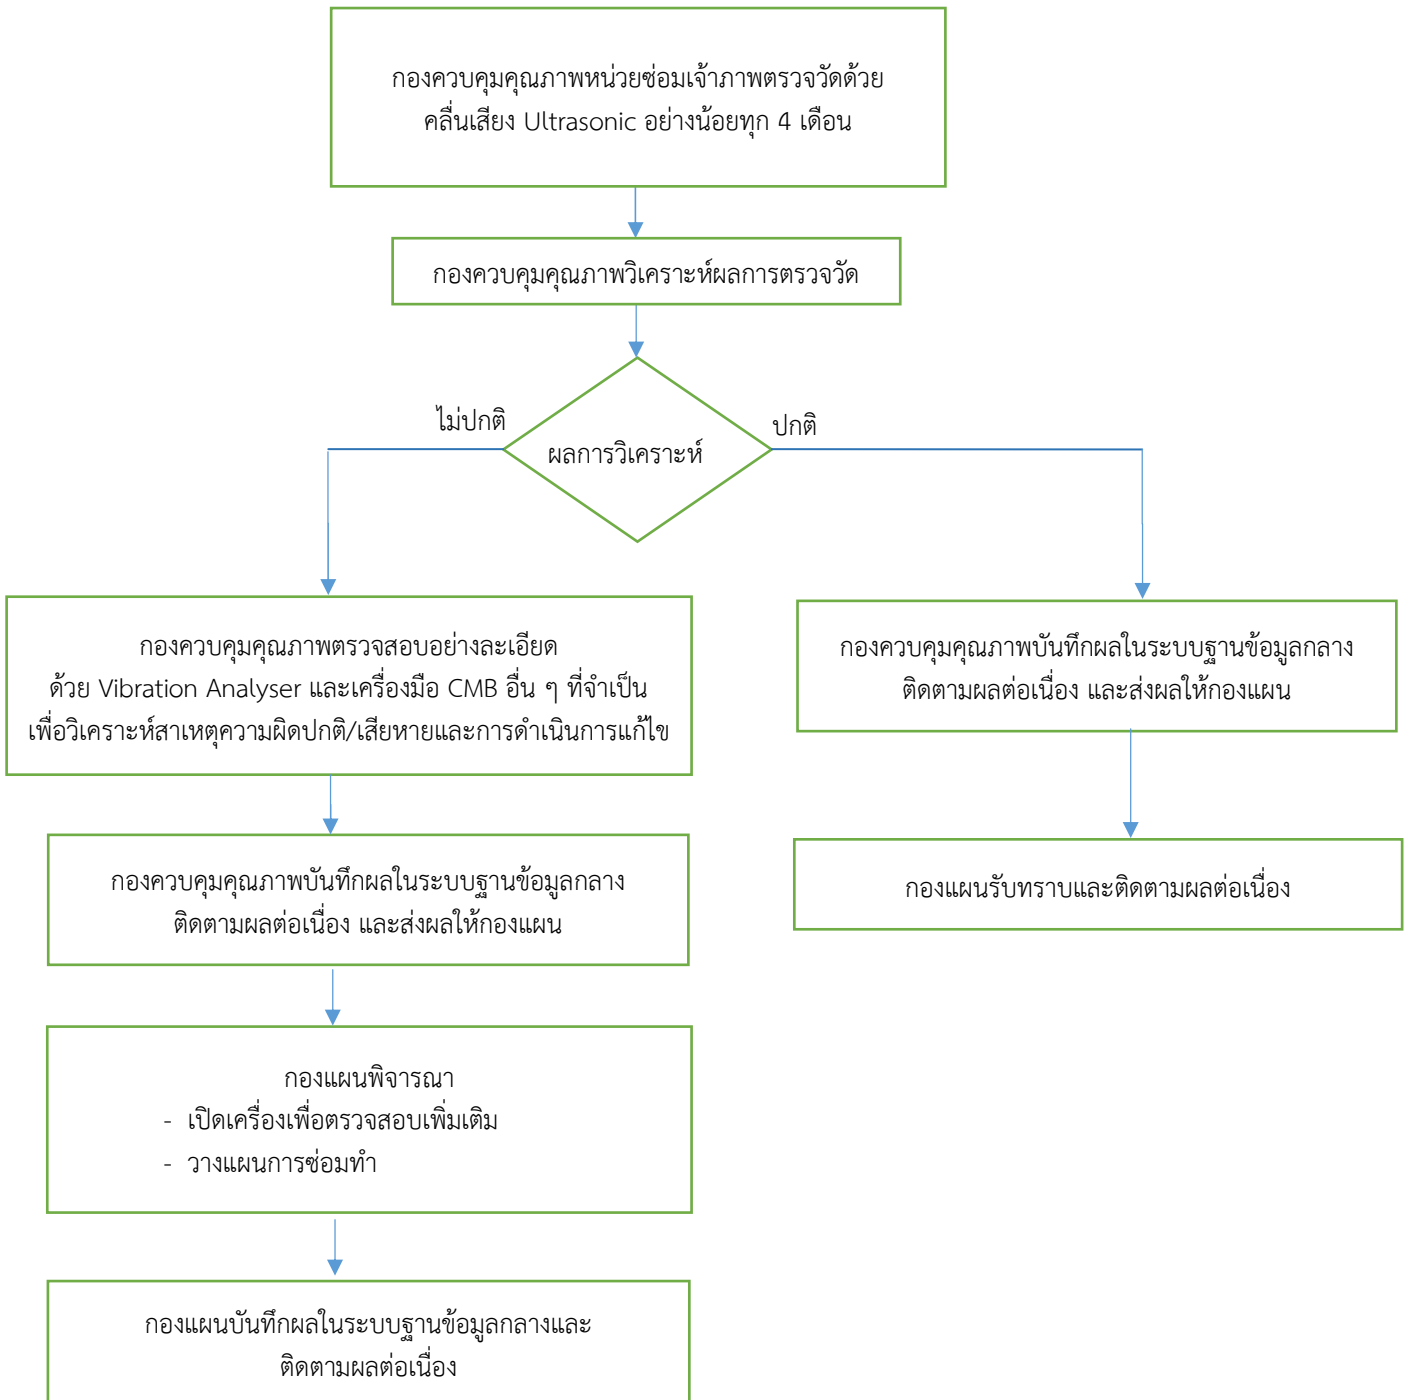 กองควบคุมคุณภาพหน่วยซ่อมเจ้าภาพตรวจวัดด้วย
คลื่นเสียง Ultrasonic อย่างน้อยทุก 4 เดือน
กองควบคุมคุณภาพวิเคราะห์ผลการตรวจวัด
ไม่ปกติ
ปกติ
ผลการวิเคราะห์
กองควบคุมคุณภาพตรวจสอบอย่างละเอียด
ด้วย Vibration Analyser และเครื่องมือ CMB อื่น ๆ ที่จำเป็น
เพื่อวิเคราะห์สาเหตุความผิดปกติ/เสียหายและการดำเนินการแก้ไข
กองควบคุมคุณภาพบันทึกผลในระบบฐานข้อมูลกลาง
ติดตามผลต่อเนื่อง และส่งผลให้กองแผน
กองควบคุมคุณภาพบันทึกผลในระบบฐานข้อมูลกลาง
ติดตามผลต่อเนื่อง และส่งผลให้กองแผน
กองแผนรับทราบและติดตามผลต่อเนื่อง
กองแผนพิจารณา
- เปิดเครื่องเพื่อตรวจสอบเพิ่มเติม
- วางแผนการซ่อมทำ
กองแผนบันทึกผลในระบบฐานข้อมูลกลางและ
ติดตามผลต่อเนื่อง